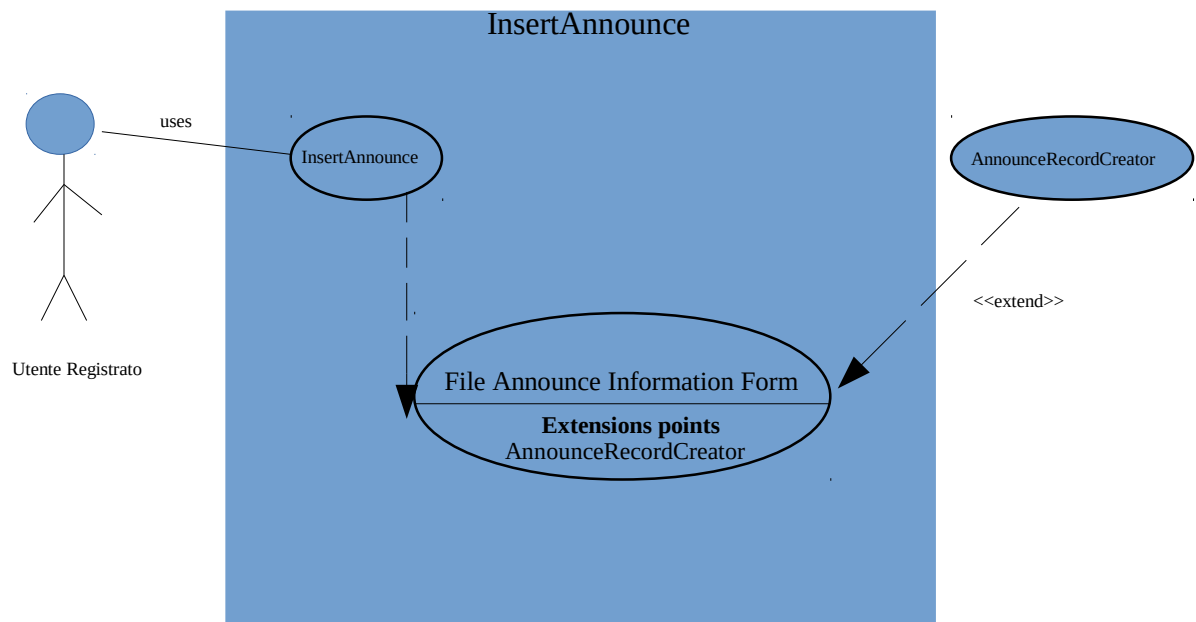 InsertAnnounce
uses
InsertAnnounce
AnnounceRecordCreator
<<extend>>
Utente Registrato
File Announce Information Form
Extensions points
AnnounceRecordCreator